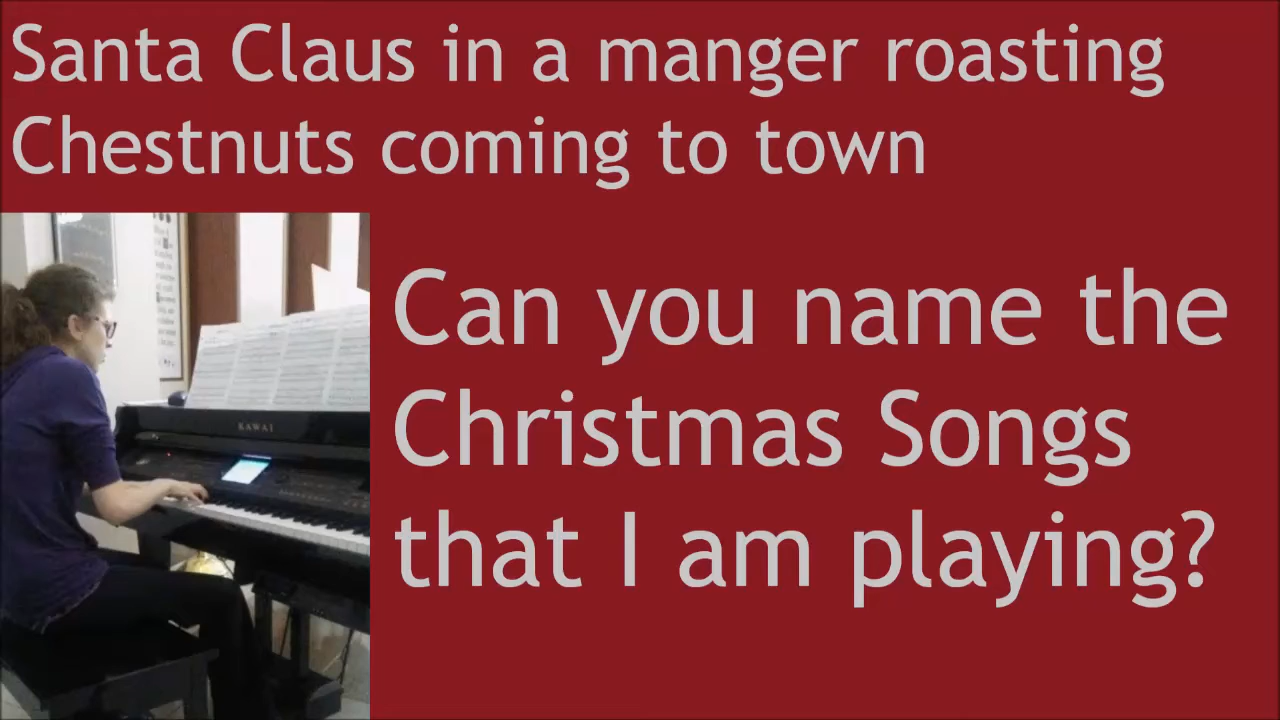 Santa Claus in a manger roasting
Chestnuts coming to town
Can you name the
Christmas Songs
that I am playing?
KAWAI